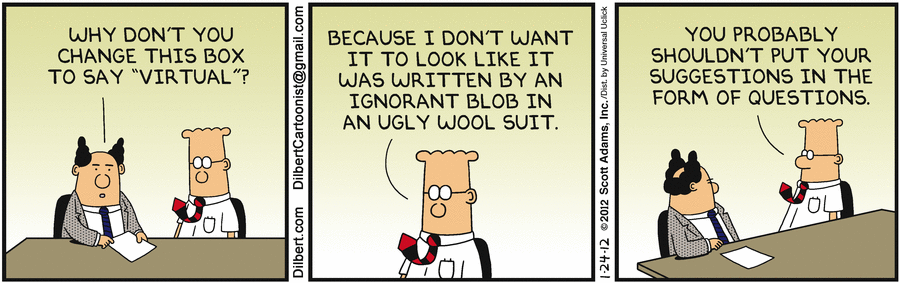 WHY DON'T YOU
CHANGE THIS BOX
TO SAY "VIRTUAL"?
DilbertCartoonist@gmail.com
Dilbert.com
BECAUSE I DON'T WANT
IT TO LOOK LIKE IT
WAS WRITTEN BY AN
IGNORANT BLOB IN
AN UGLY WOOL SUIT.
1-24-12 © 2012 Scott Adams, Inc. /Dist. by Universal Uclick
YOU PROBABLY
SHOULDN'T PUT YOUR
SUGGESTIONS IN THE
FORM OF QUESTIONS.